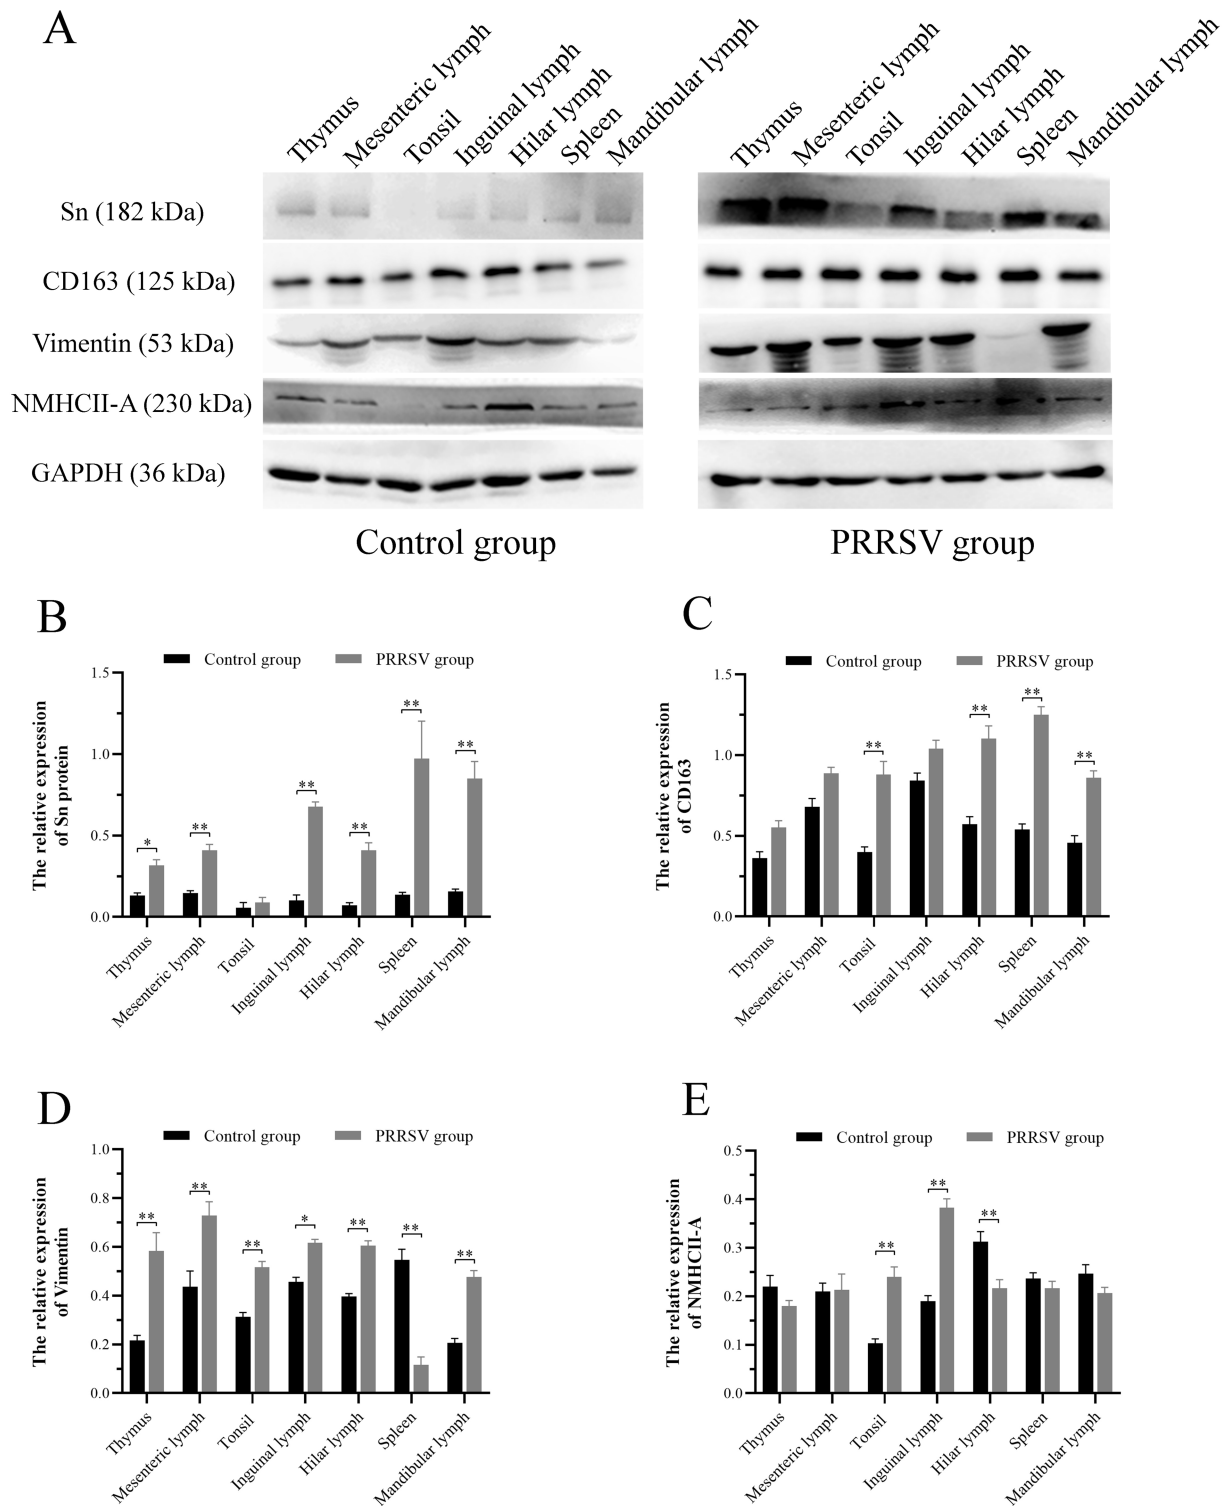 A
Thymus
Mesenteric lymph
Tonsil
Inguinal lymph
Hilar lymph
Spleen
Mandibular lymph
Thymus
Mesenteric lymph
Tonsil
Inguinal lymph
Hilar lymph
Spleen
Mandibular lymph
Sn (182 kDa)
CD163 (125 kDa)
Vimentin (53 kDa)
NMHCII-A (230 kDa)
GAPDH (36 kDa)
Control group
PRRSV group
B
Control group
PRRSV group
The relative expression
of Sn protein
1.5
1.0
0.5
0.0
*
**
**
**
**
**
Thymus
Mesenteric lymph
Tonsil
Inguinal lymph
Hilar lymph
Spleen
Mandibular lymph
C
Control group
PRRSV group
The relative expression
of CD163
1.5
1.0
0.5
0.0
**
**
**
**
Thymus
Mesenteric lymph
Tonsil
Inguinal lymph
Hilar lymph
Spleen
Mandibular lymph
D
Control group
PRRSV group
The relative expression
of Vimentin
1.0
0.8
0.6
0.4
0.2
0.0
**
**
**
*
**
**
**
Thymus
Mesenteric lymph
Tonsil
Inguinal lymph
Hilar lymph
Spleen
Mandibular lymph
E
Control group
PRRSV group
The relative expression
of NMHCII-A
0.5
0.4
0.3
0.2
0.1
0.0
**
**
**
Thymus
Mesenteric lymph
Tonsil
Inguinal lymph
Hilar lymph
Spleen
Mandibular lymph